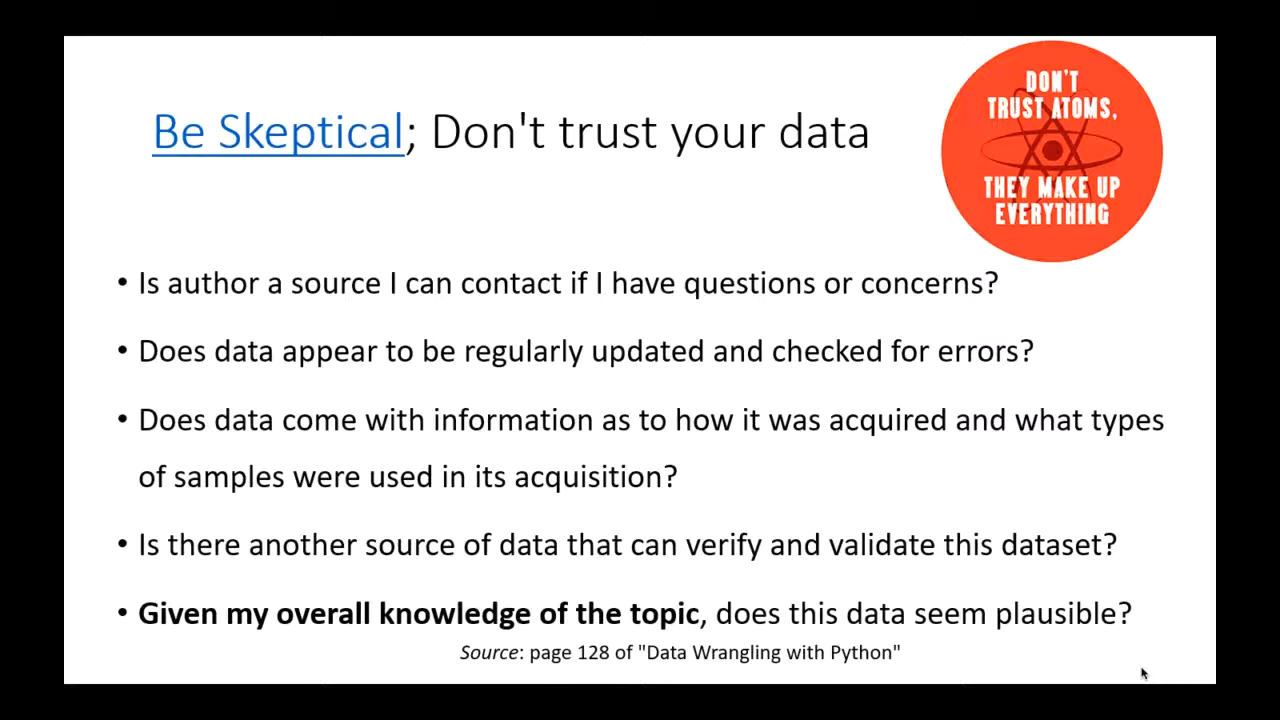 Be Skeptical; Don't trust your data
DON'T
TRUST ATOMS,
THEY MAKE UP
EVERYTHING
• Is author a source I can contact if I have questions or concerns?
• Does data appear to be regularly updated and checked for errors?
• Does data come with information as to how it was acquired and what types
of samples were used in its acquisition?
• Is there another source of data that can verify and validate this dataset?
• Given my overall knowledge of the topic, does this data seem plausible?
Source: page 128 of "Data Wrangling with Python"